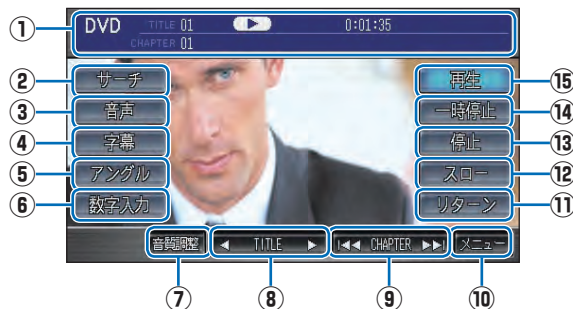 ① DVD TITLE 01 0:01:35
CHAPTER 01
② サーチ 再生 ⑮
③ 音声 一時停止 ⑭
④ 字幕 停止 ⑬
⑤ アングル スロー ⑫
⑥ 数字入力 リターン ⑪
音質調整 ◀ TITLE ▶ I◀◀ CHAPTER ▶▶I メニュー
⑦ ⑧ ⑨ ⑩